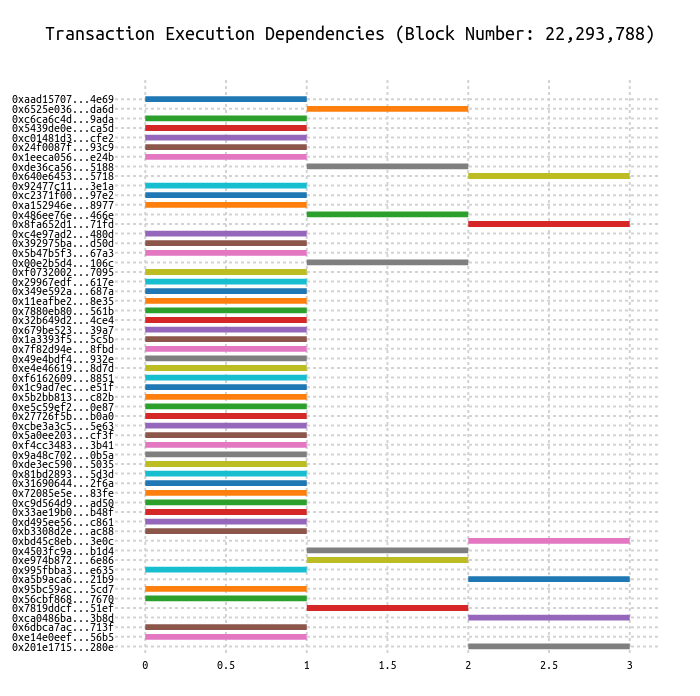 Transaction Execution Dependencies (Block Number: 22,293,788)
0xaad15707...4e69
0x6525e036...da6d
0xc6ca6c4d...9ada
0x5439de0e...ca5d
0xc01481d3...cfe2
0x24f0087f...93c9
0x1eeca056...e24b
0xde36ca56...5188
0x640e6453...5718
0x92477c11...3e1a
0xc2371f00...97e2
0xa152946e...8977
0x486ee76e...466e
0x8fa652d1...71fd
0xc4e97ad2...480d
0x392975ba...d50d
0x5b47b5f3...67a3
0x00e2b5d4...106c
0xf0732002...7095
0x29967edf...617e
0x349e592a...687a
0x11eafbe2...8e35
0x7880eb80...561b
0x32b649d2...4ce4
0x679be523...39a7
0x1a3393f5...5c5b
0x7f82d94e...8fbd
0x49e4bdf4...932e
0xe4e46619...8d7d
0xf6162609...8851
0x1c9ad7ec...e51f
0x5b2bb813...c82b
0xe5c59ef2...0e87
0x27726f5b...b0a0
0xcbe3a3c5...5e63
0x5a0ee203...cf3f
0xf4cc3483...3b41
0x9a48c702...0b5a
0xde3ec590...5035
0x81bd2893...5d3d
0x31690644...2f6a
0x72085e5e...83fe
0xc9d564d9...ad50
0x33ae19b0...b48f
0xd495ee56...c861
0xb3308d2e...ac88
0xbd45c8eb...3e0c
0x4503fc9a...b1d4
0xe974b872...6e86
0x995fbba3...e635
0xa5b9aca6...21b9
0x95bc59ac...5cd7
0x56cbf868...7670
0x7819ddcf...51ef
0xca0486ba...3b8d
0x6dbca7ac...713f
0xe14e0eef...56b5
0x201e1715...280e
0 0.5 1 1.5 2 2.5 3